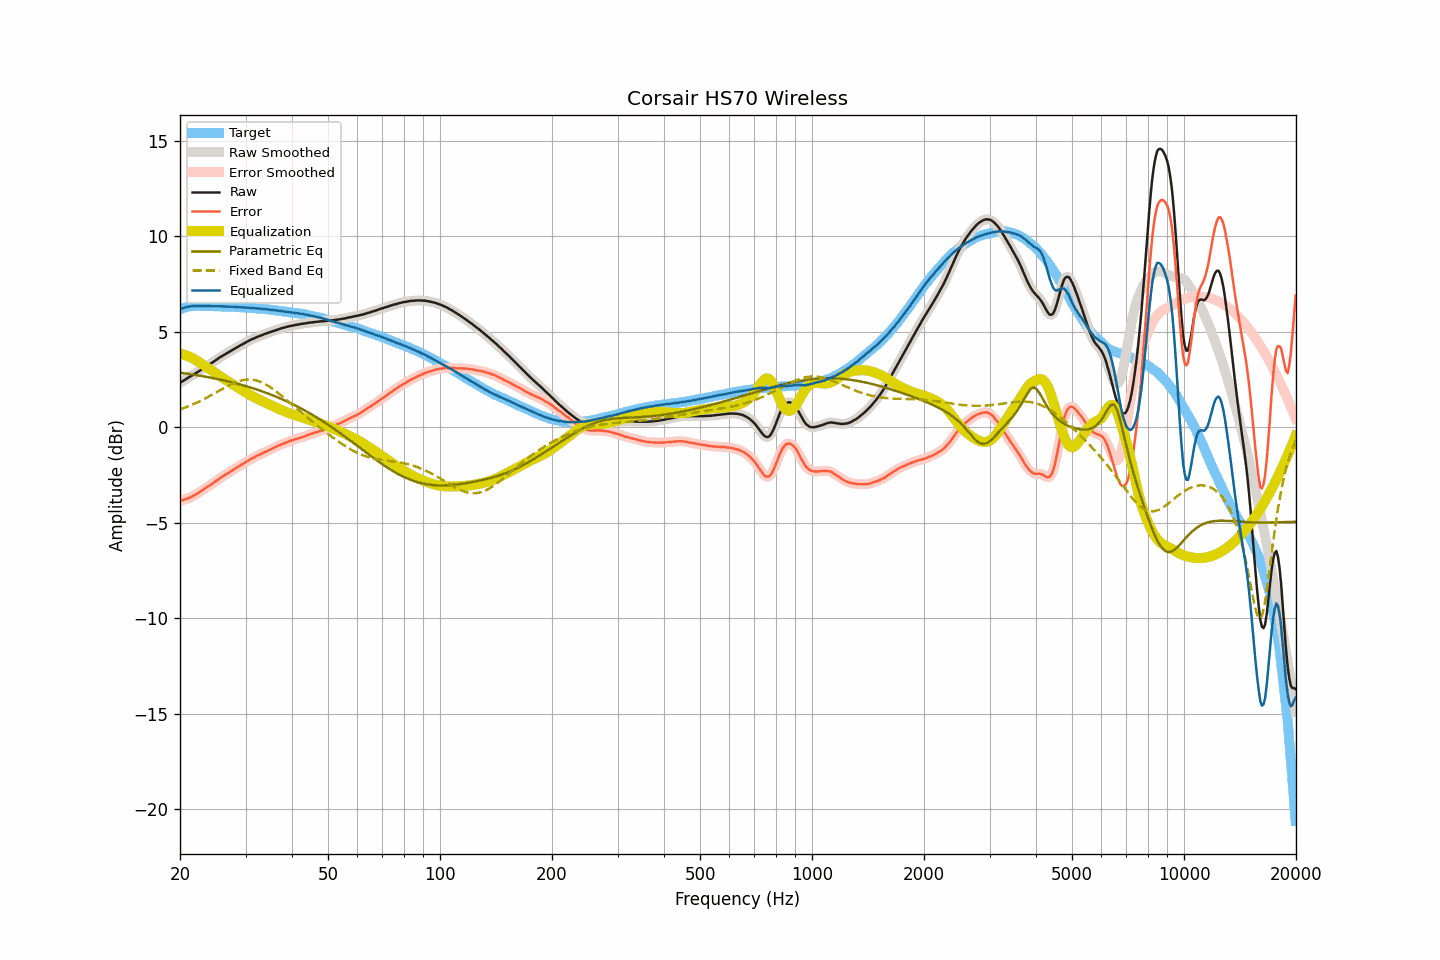 Corsair HS70 Wireless
Target
Raw Smoothed
Error Smoothed
Raw
Error
Equalization
Parametric Eq
Fixed Band Eq
Equalized
15
10
5
0
−5
−10
−15
−20
Amplitude (dBr)
20 50 100 200 500 1000 2000 5000 10000 20000
Frequency (Hz)